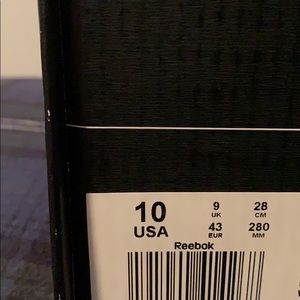 10 9 28
USA UK CM
43 280
EUR MM
Reebok